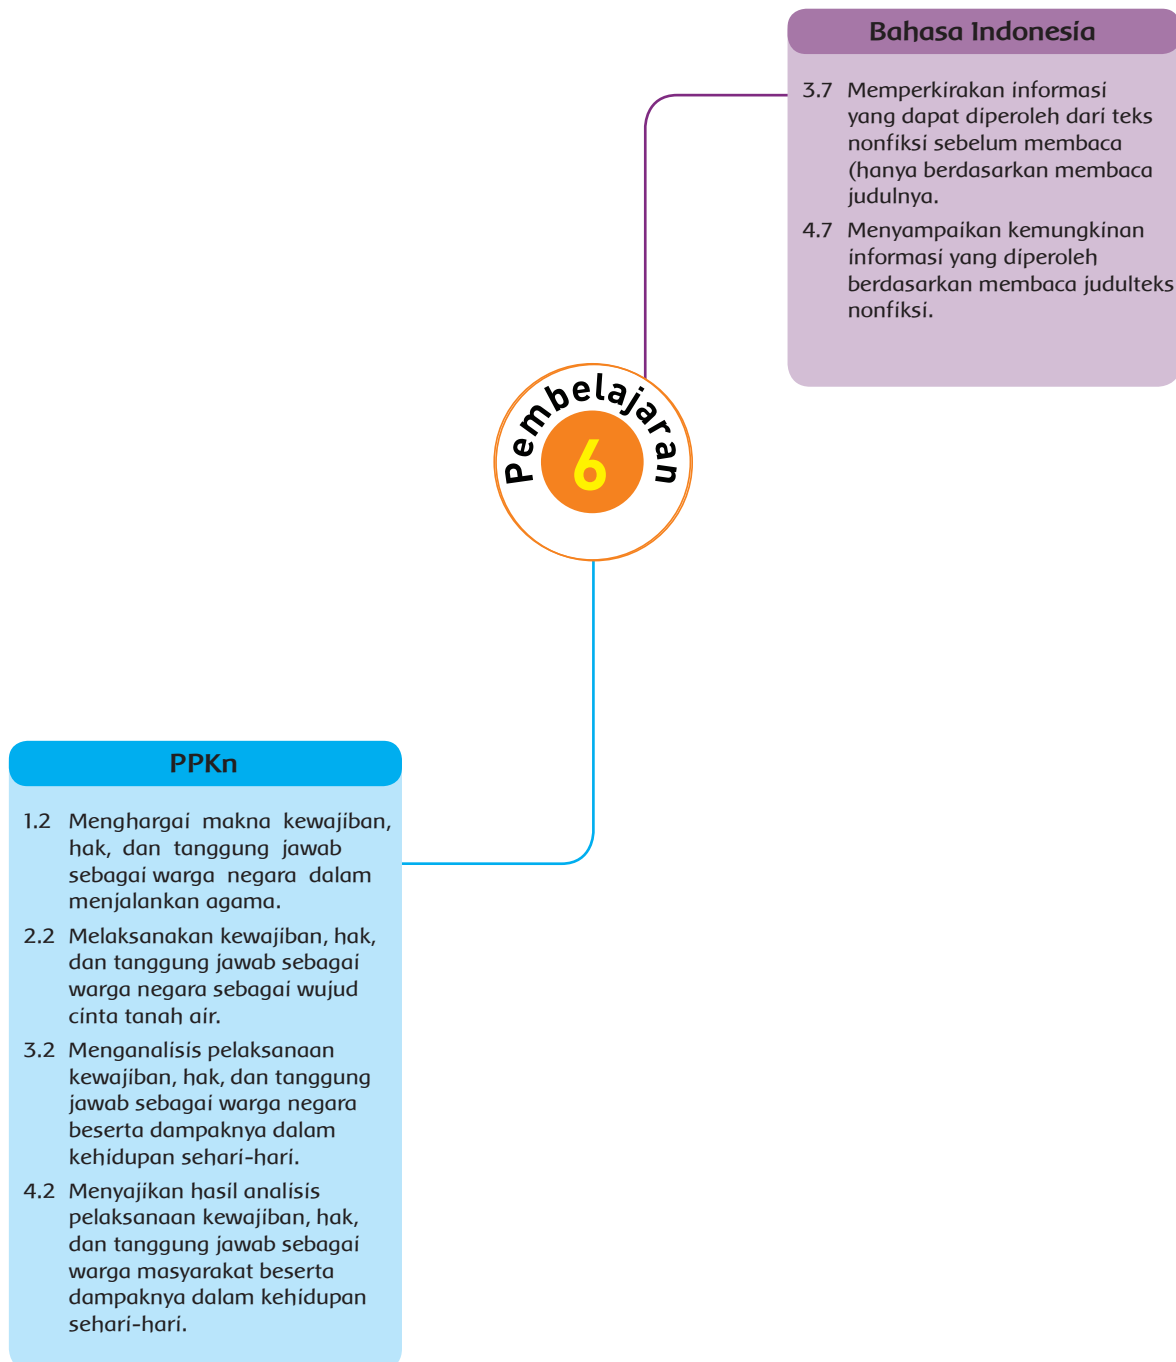 Bahasa Indonesia
3.7 Memperkirakan informasi
yang dapat diperoleh dari teks
nonfiksi sebelum membaca
(hanya berdasarkan membaca
judulnya.
4.7 Menyampaikan kemungkinan
informasi yang diperoleh
berdasarkan membaca judulteks
nonfiksi.
Pembelajaran
6
PPKn
1.2 Menghargai makna kewajiban,
hak, dan tanggung jawab
sebagai warga negara dalam
menjalankan agama.
2.2 Melaksanakan kewajiban, hak,
dan tanggung jawab sebagai
warga negara sebagai wujud
cinta tanah air.
3.2 Menganalisis pelaksanaan
kewajiban, hak, dan tanggung
jawab sebagai warga negara
beserta dampaknya dalam
kehidupan sehari-hari.
4.2 Menyajikan hasil analisis
pelaksanaan kewajiban, hak,
dan tanggung jawab sebagai
warga masyarakat beserta
dampaknya dalam kehidupan
sehari-hari.